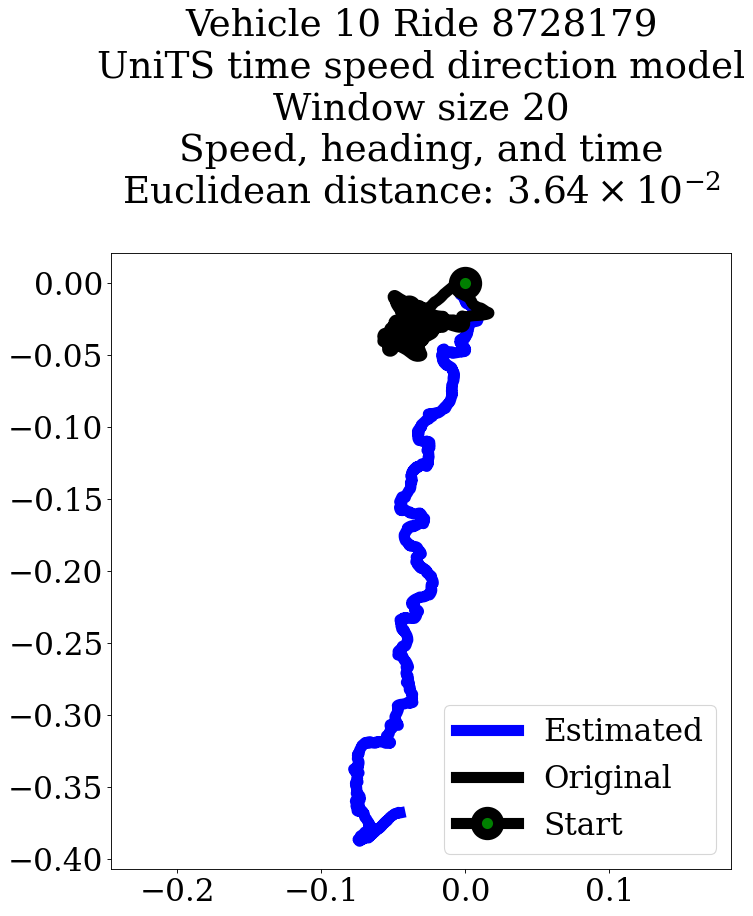 Vehicle 10 Ride 8728179
UniTS time speed direction model
Window size 20
Speed, heading, and time
Euclidean distance: 3.64 × 10⁻²
0.00
−0.05
−0.10
−0.15
−0.20
−0.25
−0.30
−0.35
−0.40
Estimated
Original
Start
−0.2
−0.1
0.0
0.1